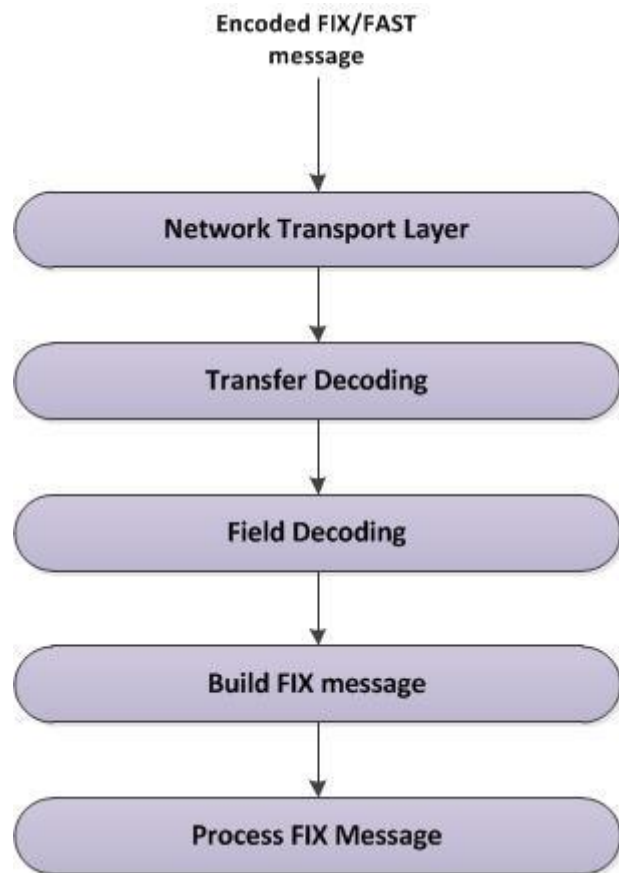 Encoded FIX/FAST
message
Network Transport Layer
Transfer Decoding
Field Decoding
Build FIX message
Process FIX Message